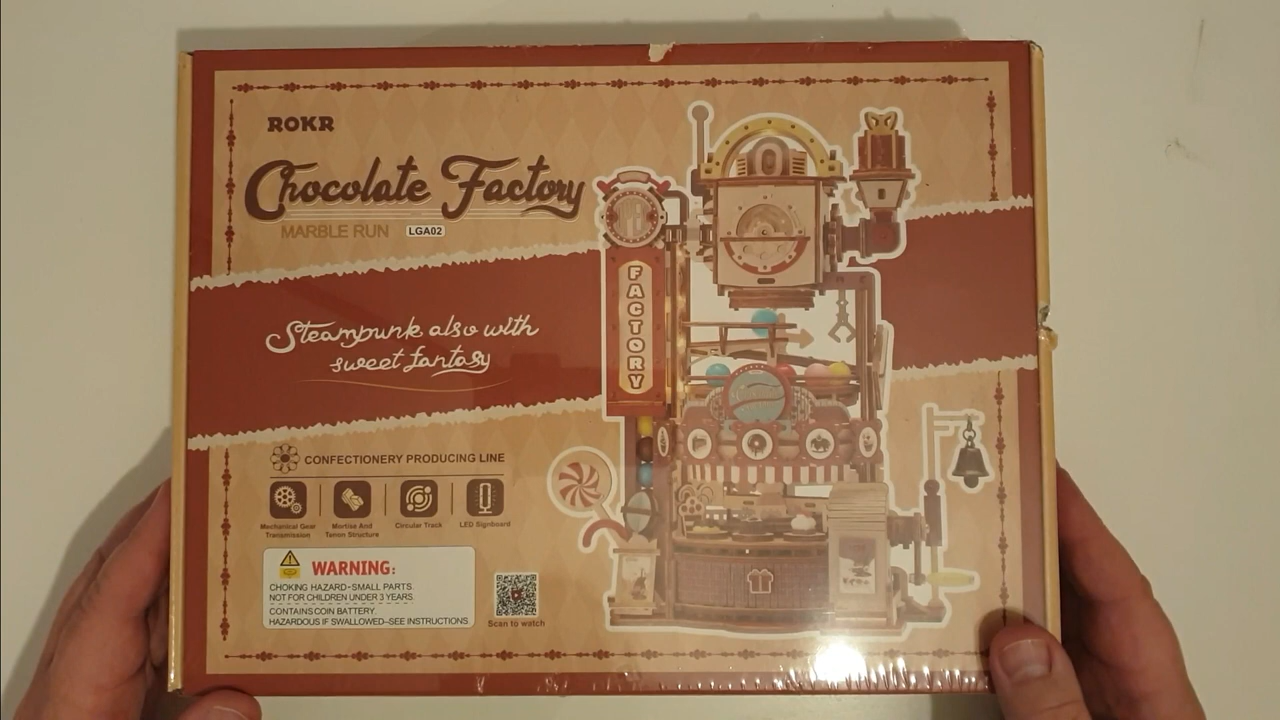 ROKR
Chocolate Factory
MARBLE RUN LGA02
Steampunk also with
sweet fantasy
FACTORY
CONFECTIONERY PRODUCING LINE
Mechanical Gear
Transmission
Mortise And
Tenon Structure
Circular Track
LED Signboard
WARNING:
CHOKING HAZARD-SMALL PARTS.
NOT FOR CHILDREN UNDER 3 YEARS.
CONTAINS COIN BATTERY.
HAZARDOUS IF SWALLOWED-SEE INSTRUCTIONS
Scan to watch